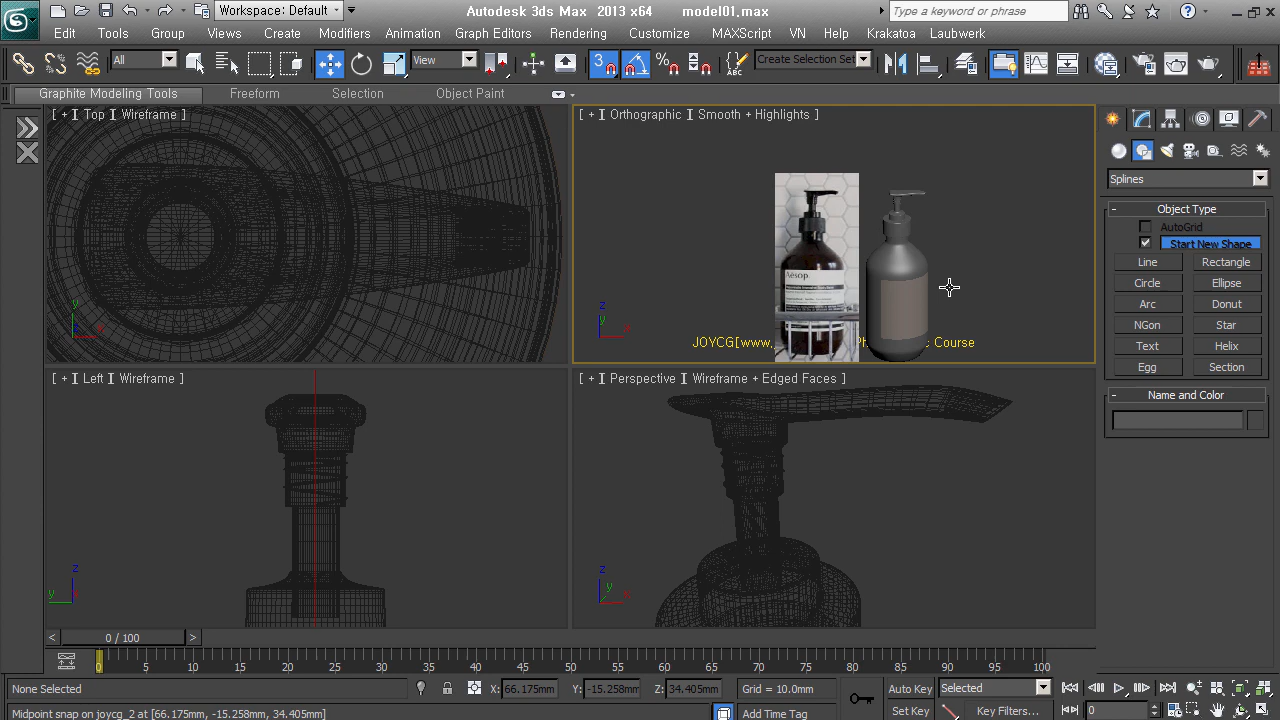 Workspace: Default
Autodesk 3ds Max 2013 x64 model01.max
Type a keyword or phrase
Edit Tools Group Views Create Modifiers Animation Graph Editors Rendering Customize MAXScript VN Help Krakatoa Laubwerk
All View 3 Create Selection Set
Graphite Modeling Tools Freeform Selection Object Paint
[ + ] Top ] Wireframe ]
[ + ] Orthographic ] Smooth + Highlights ]
Splines
- Object Type
AutoGrid
Start New Shape
Line Rectangle
Circle Ellipse
Arc Donut
NGon Star
Text Helix
Egg Section
- Name and Color
Aesop
JOYCG[www. Course
[ + ] Left ] Wireframe ]
[ + ] Perspective ] Wireframe + Edged Faces ]
< 0 / 100 >
0 5 10 15 20 25 30 35 40 45 50 55 60 65 70 75 80 85 90 95 100
None Selected X: 66.175mm Y: -15.258mm Z: 34.405mm Grid = 10.0mm Auto Key Selected
Midpoint snap on joycg_2 at [66.175mm, -15.258mm, 34.405mm] Add Time Tag Set Key Key Filters... 0